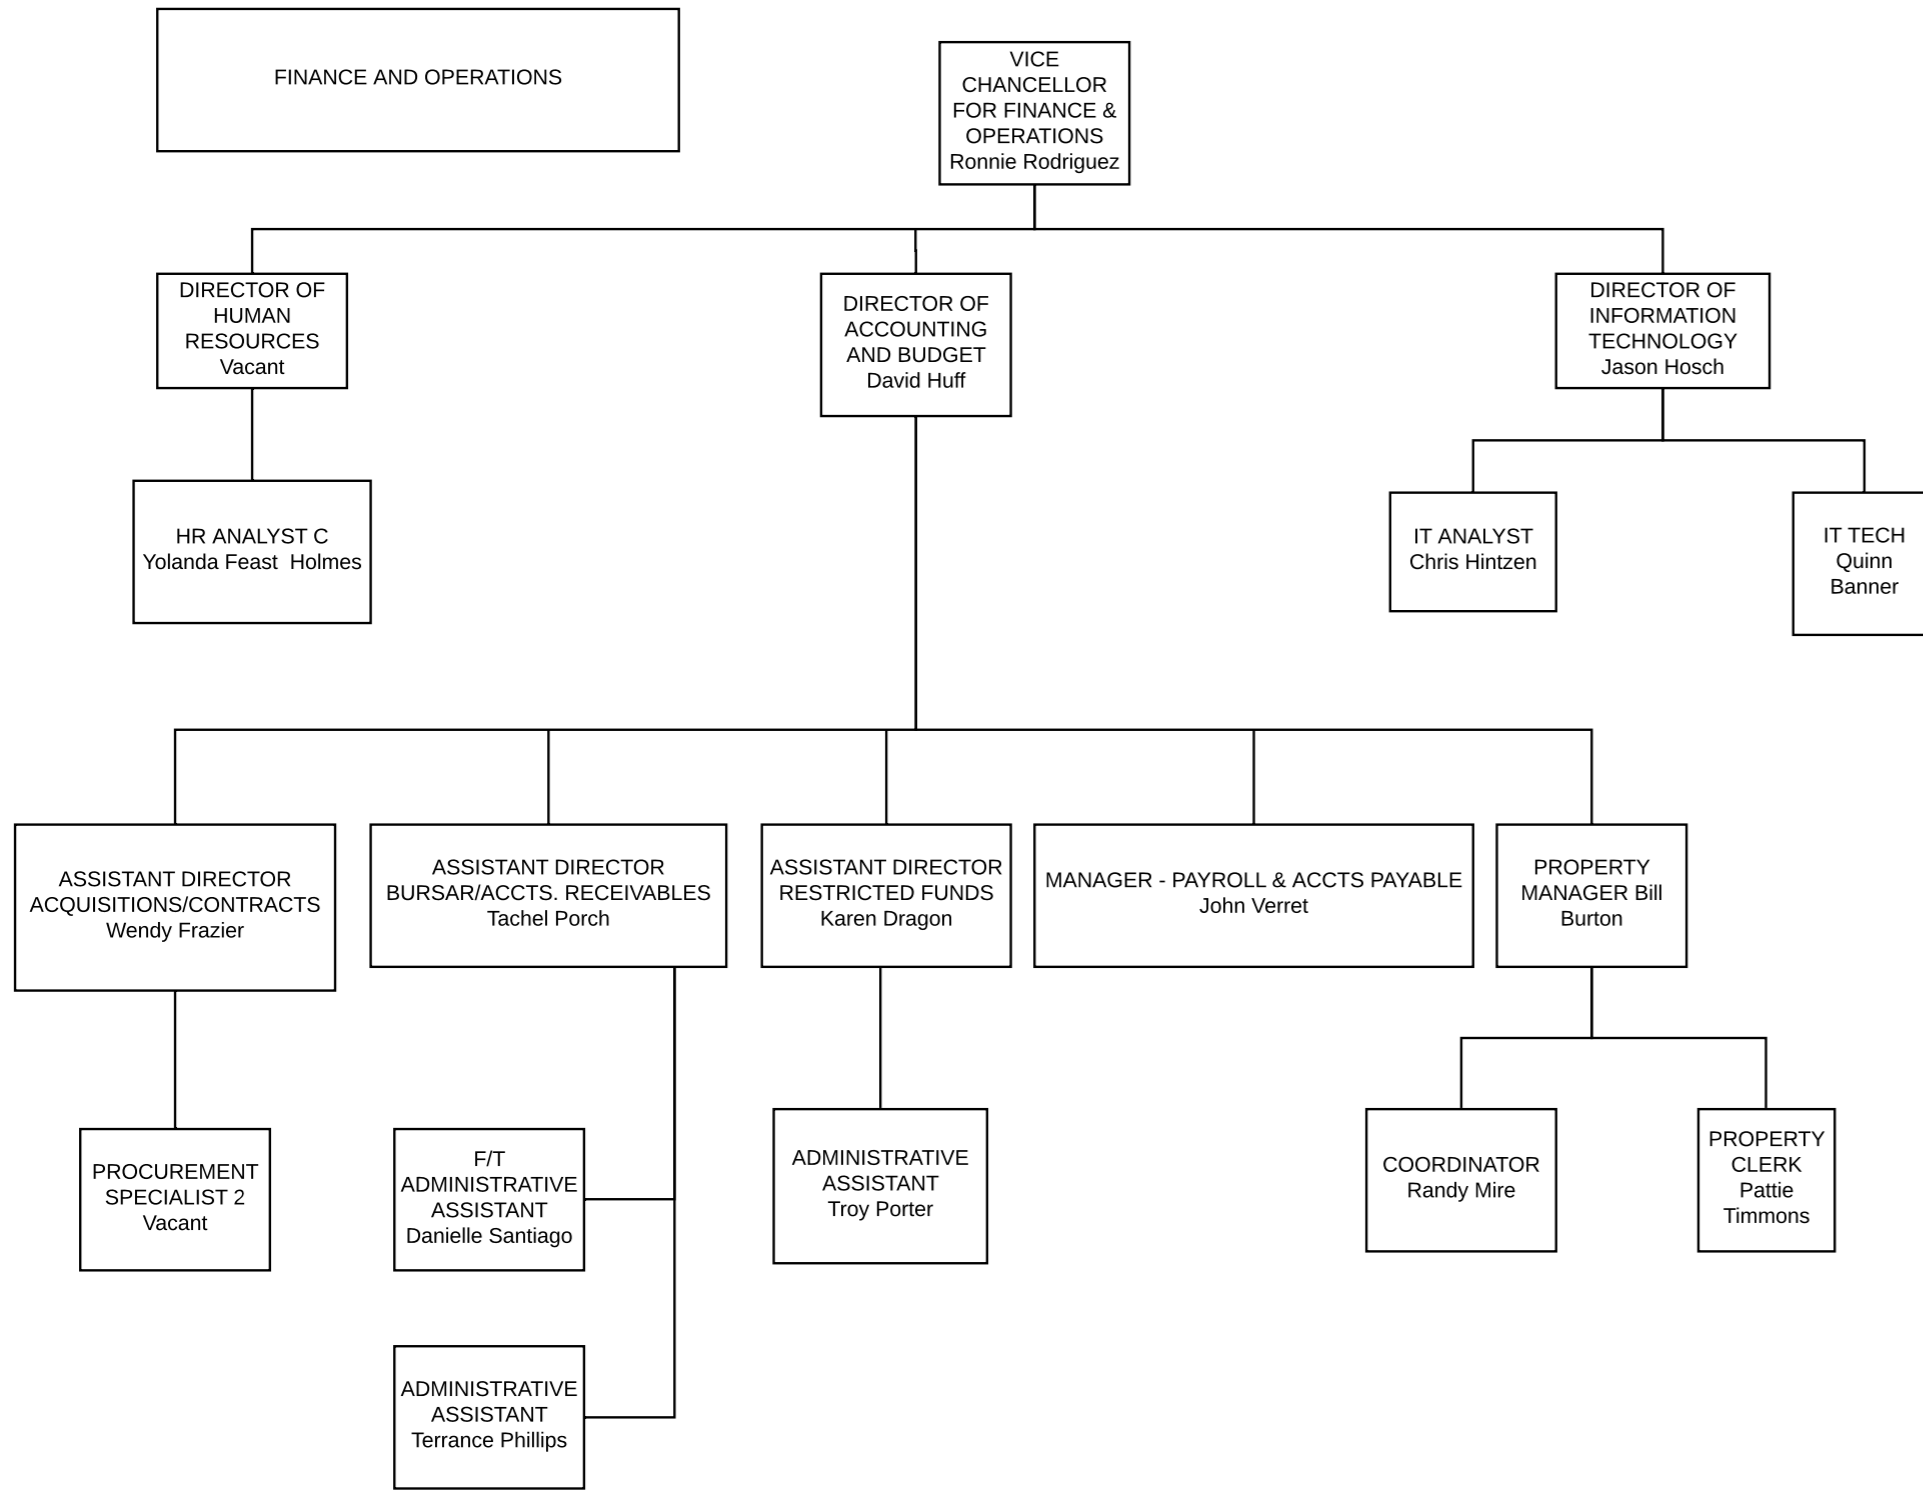 FINANCE AND OPERATIONS
VICE
CHANCELLOR
FOR FINANCE &
OPERATIONS
Ronnie Rodriguez
DIRECTOR OF
HUMAN
RESOURCES
Vacant
DIRECTOR OF
ACCOUNTING
AND BUDGET
David Huff
DIRECTOR OF
INFORMATION
TECHNOLOGY
Jason Hosch
HR ANALYST C
Yolanda Feast  Holmes
IT ANALYST
Chris Hintzen
IT TECH
Quinn
Banner
ASSISTANT DIRECTOR
ACQUISITIONS/CONTRACTS
Wendy Frazier
ASSISTANT DIRECTOR
BURSAR/ACCTS. RECEIVABLES
Tachel Porch
ASSISTANT DIRECTOR
RESTRICTED FUNDS
Karen Dragon
MANAGER - PAYROLL & ACCTS PAYABLE
John Verret
PROPERTY
MANAGER Bill
Burton
PROCUREMENT
SPECIALIST 2
Vacant
F/T
ADMINISTRATIVE
ASSISTANT
Danielle Santiago
ADMINISTRATIVE
ASSISTANT
Troy Porter
COORDINATOR
Randy Mire
PROPERTY
CLERK
Pattie
Timmons
ADMINISTRATIVE
ASSISTANT
Terrance Phillips